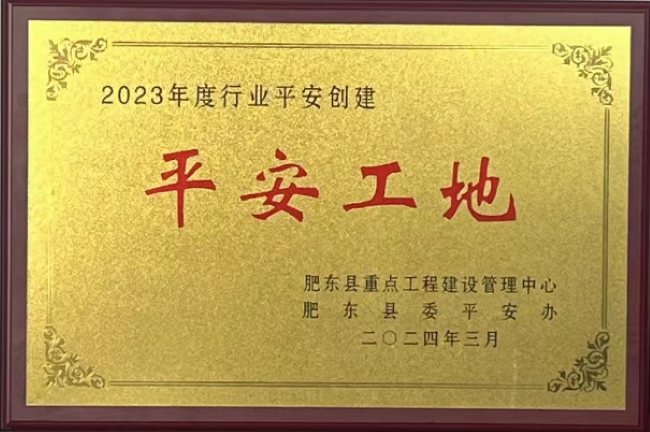 2023年度行业平安创建
平安工地
肥东县重点工程建设管理中心
肥东县委平安办
二〇二四年三月